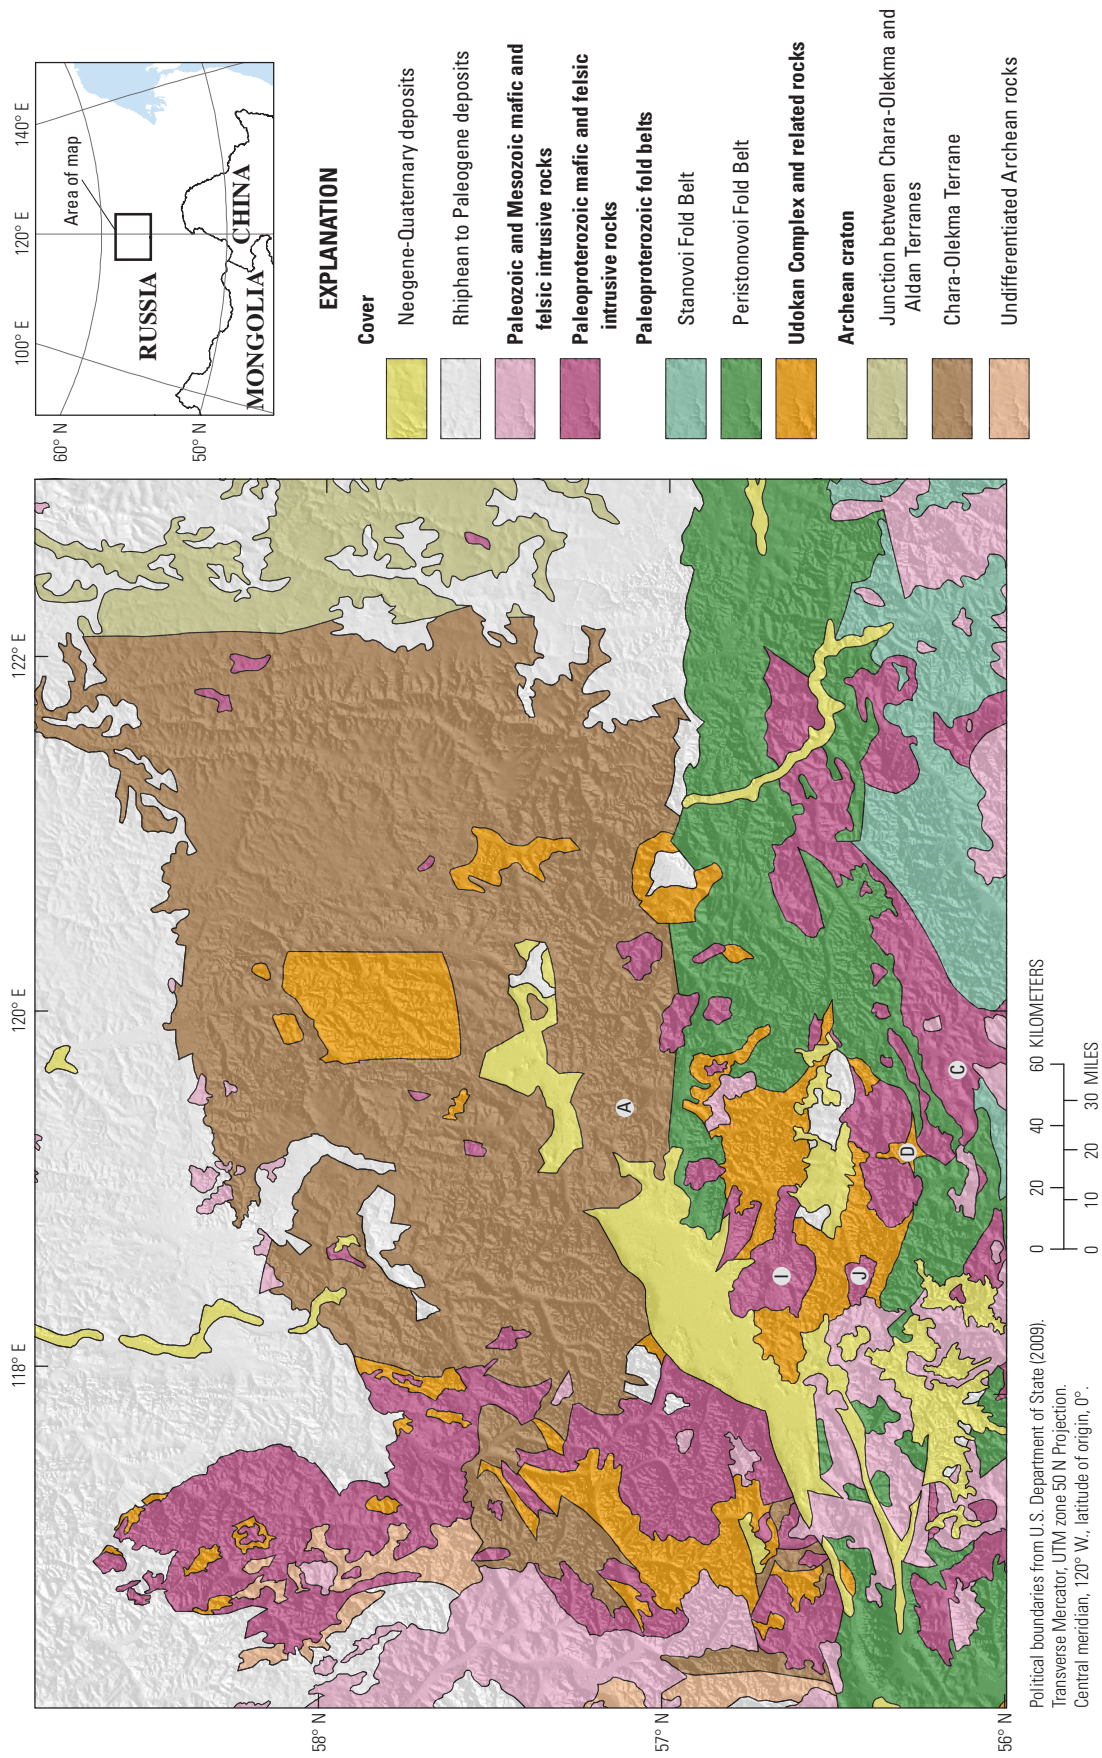 58° N
57° N
56° N
118° E
120° E
122° E
A
C
D
I
J
Political boundaries from U.S. Department of State (2009).
Transverse Mercator, UTM zone 50 N Projection.
Central meridian, 120° W., latitude of origin, 0°.
0 20 40 60 KILOMETERS
0 10 20 30 MILES
60° N
50° N
100° E
120° E
140° E
Area of map
RUSSIA
MONGOLIA
CHINA
EXPLANATION
Cover
Neogene-Quaternary deposits
Rhiphean to Paleogene deposits
Paleozoic and Mesozoic mafic and
felsic intrusive rocks
Paleoproterozoic mafic and felsic
intrusive rocks
Paleoproterozoic fold belts
Stanovoi Fold Belt
Peristonovoi Fold Belt
Udokan Complex and related rocks
Archean craton
Junction between Chara-Olekma and
Aldan Terranes
Chara-Olekma Terrane
Undifferentiated Archean rocks